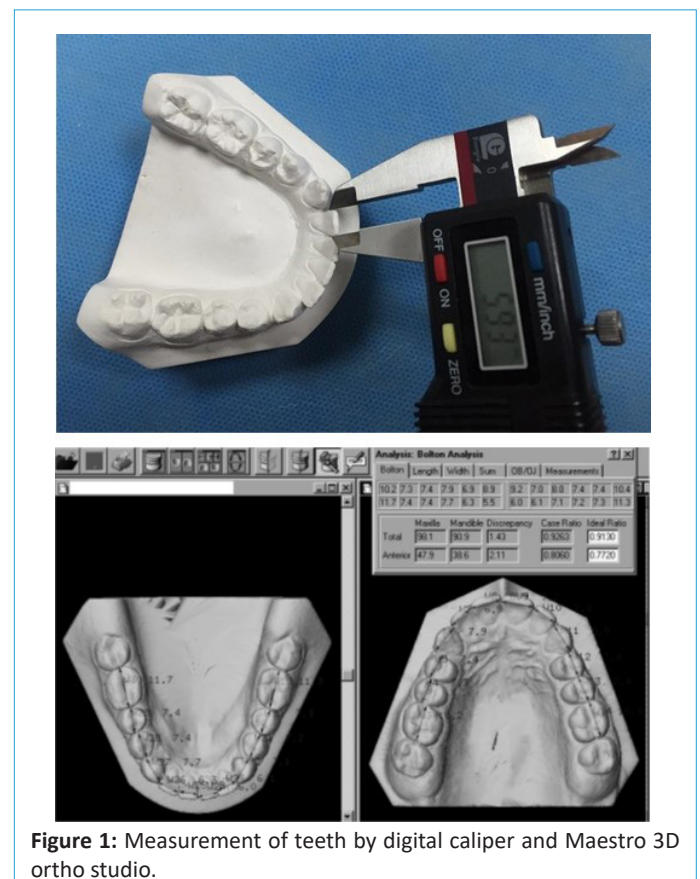 OFF
ON
mm/inch
ZERO
Analysis: Bolton Analysis
Bolton Length Width Sum OB/OJ Measurements
10.2 7.3 7.4 7.9 6.9 8.9 9.2 7.0 8.0 7.4 7.4 10.4
11.7 7.4 7.4 7.7 6.3 5.5 6.0 6.1 7.1 7.2 7.3 11.3
Maxilla Mandible Discrepancy Case Ratio Ideal Ratio
Total 98.1 90.9 1.43 0.9263 0.9130
Anterior 47.9 38.6 2.11 0.8060 0.7720
7.9
11.7
7.4
7.4
7.7
6.0
Figure 1: Measurement of teeth by digital caliper and Maestro 3D
ortho studio.